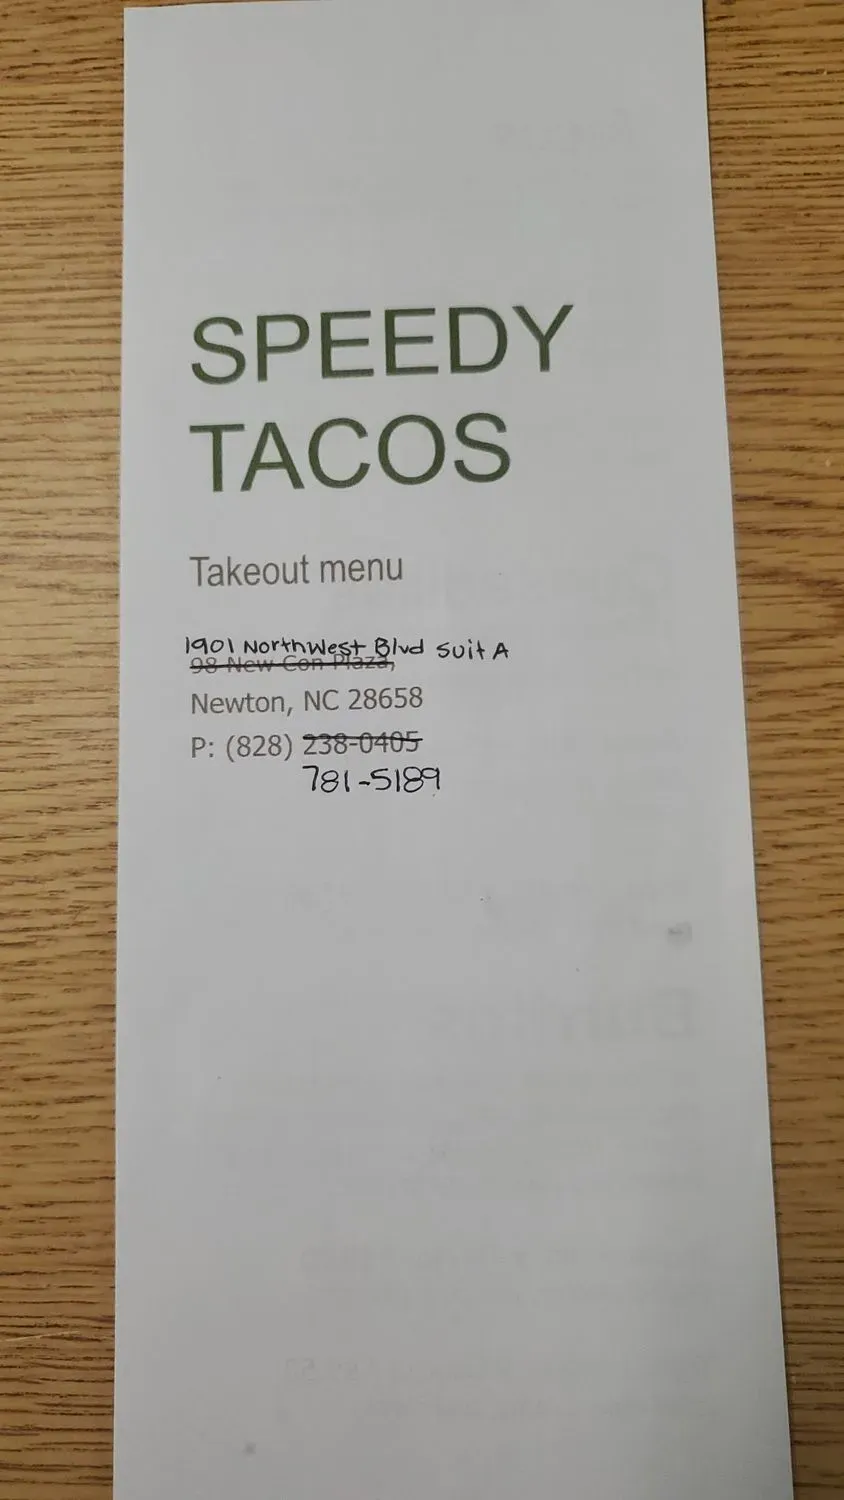 SPEEDY
TACOS
Takeout menu
1901 NorthWest Blvd Suit A
98 New Con Plaza,
Newton, NC 28658
P: (828) 238-0405
781-5189